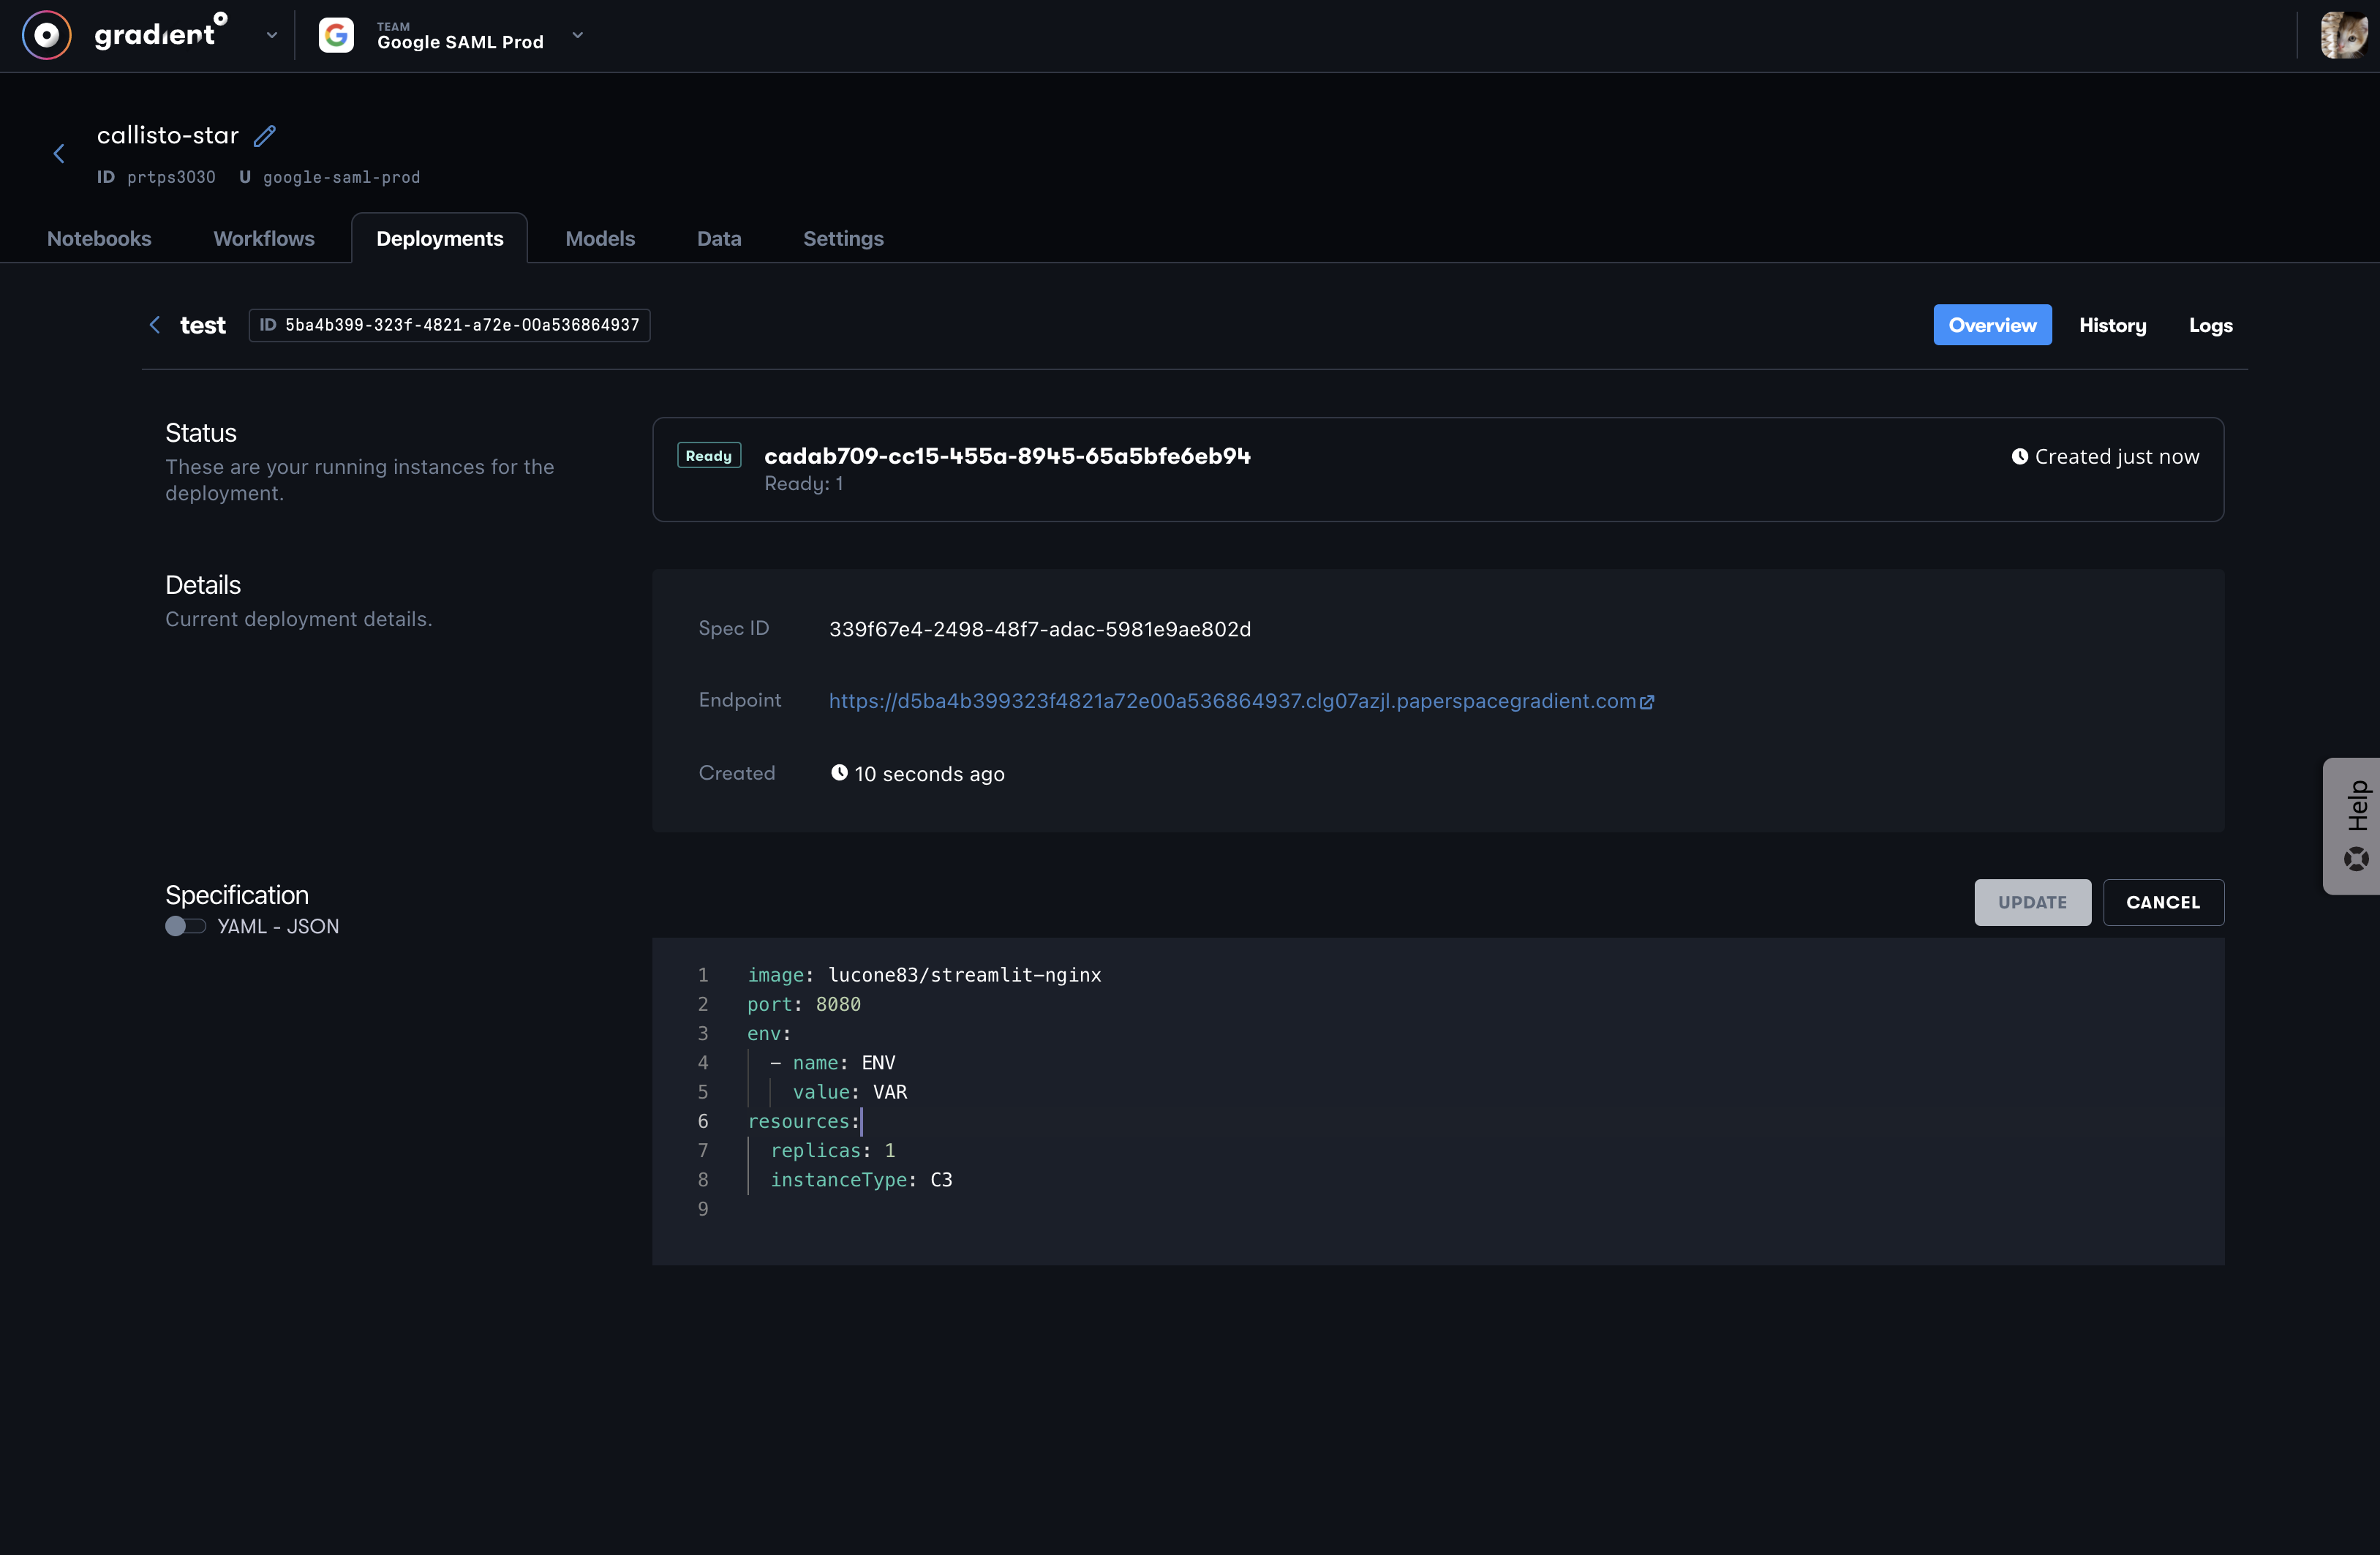 gradient
TEAM
Google SAML Prod
callisto-star
ID prtps3030 U google-saml-prod
Notebooks Workflows Deployments Models Data Settings
test ID 5ba4b399-323f-4821-a72e-00a536864937 Overview History Logs
Status
These are your running instances for the
deployment.
Ready cadab709-cc15-455a-8945-65a5bfe6eb94 Created just now
Ready: 1
Details
Current deployment details.
Spec ID 339f67e4-2498-48f7-adac-5981e9ae802d
Endpoint https://d5ba4b399323f4821a72e00a536864937.clg07azjl.paperspacegradient.com
Created 10 seconds ago
Help
Specification
YAML - JSON
UPDATE CANCEL
1 image: lucone83/streamlit-nginx
2 port: 8080
3 env:
4 - name: ENV
5 value: VAR
6 resources:
7 replicas: 1
8 instanceType: C3
9